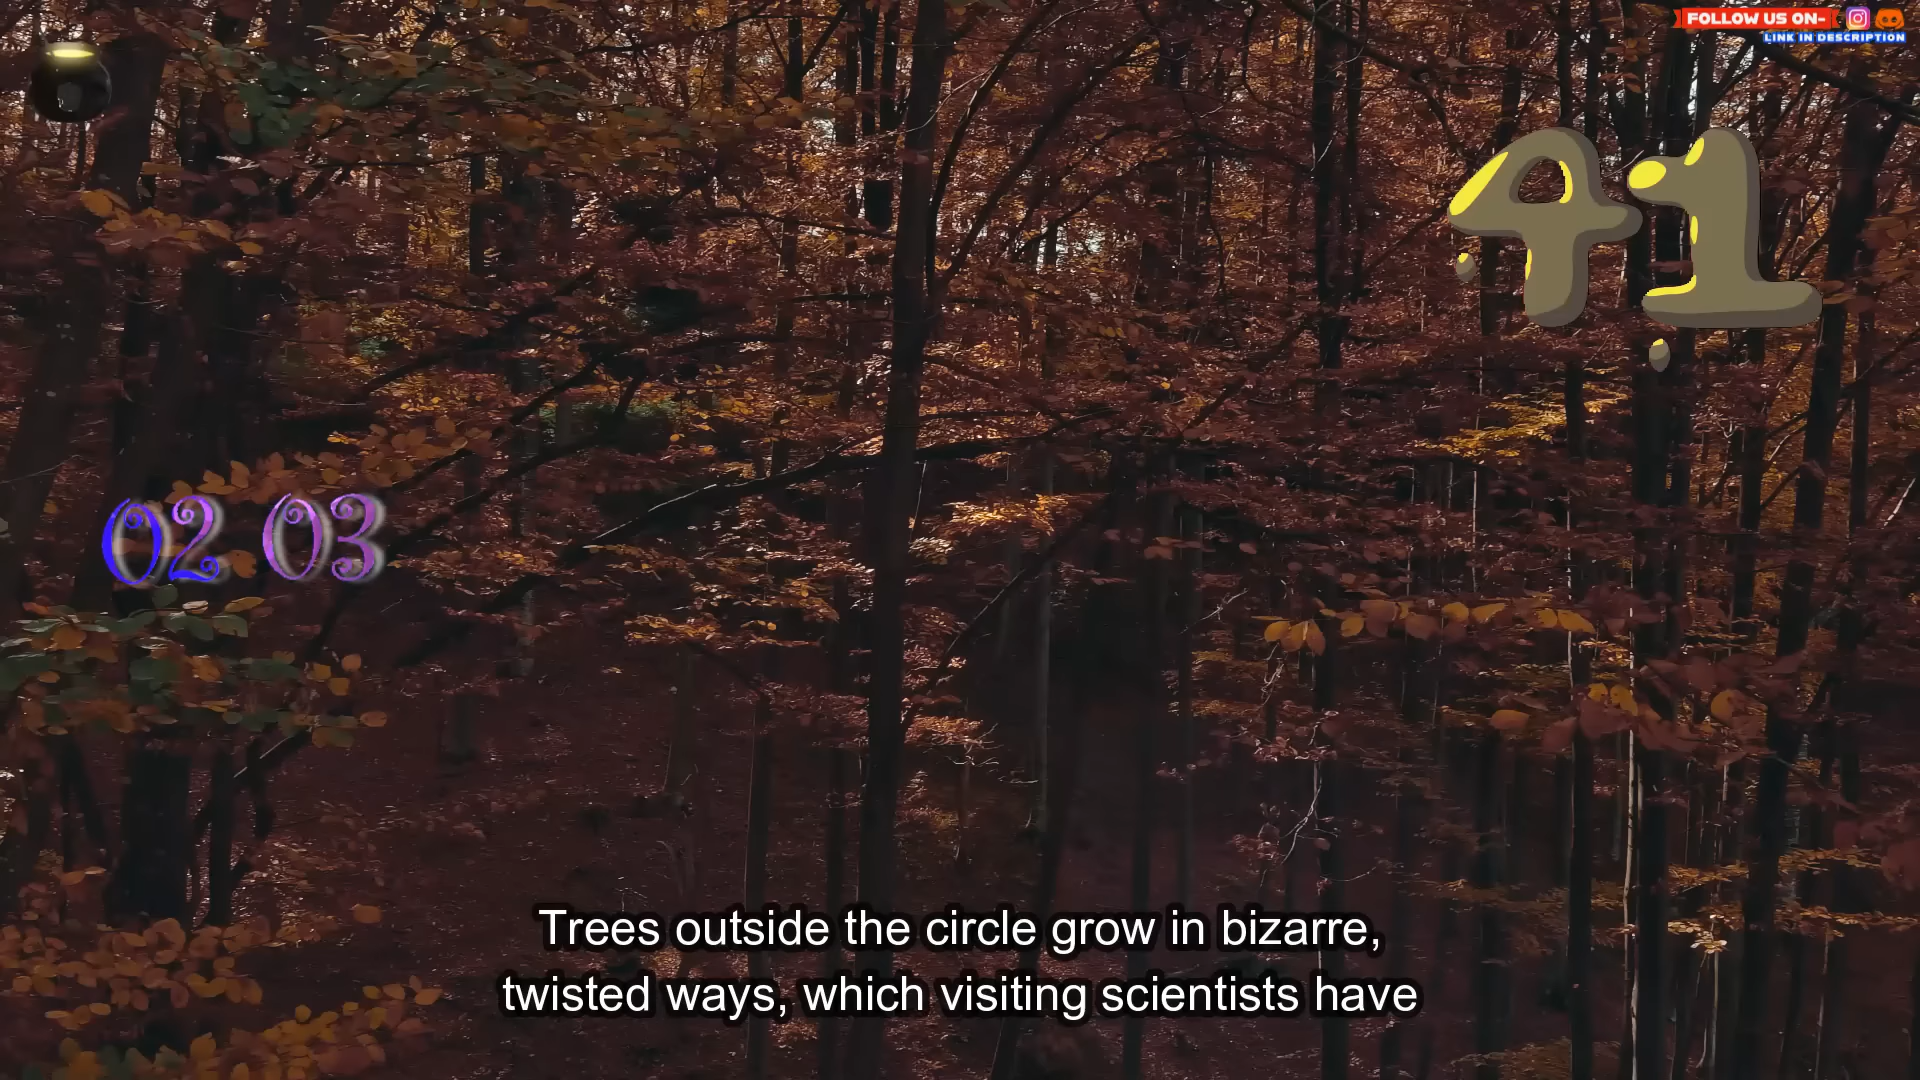 FOLLOW US ON-
LINK IN DESCRIPTION
41
02 03
Trees outside the circle grow in bizarre,
twisted ways, which visiting scientists have